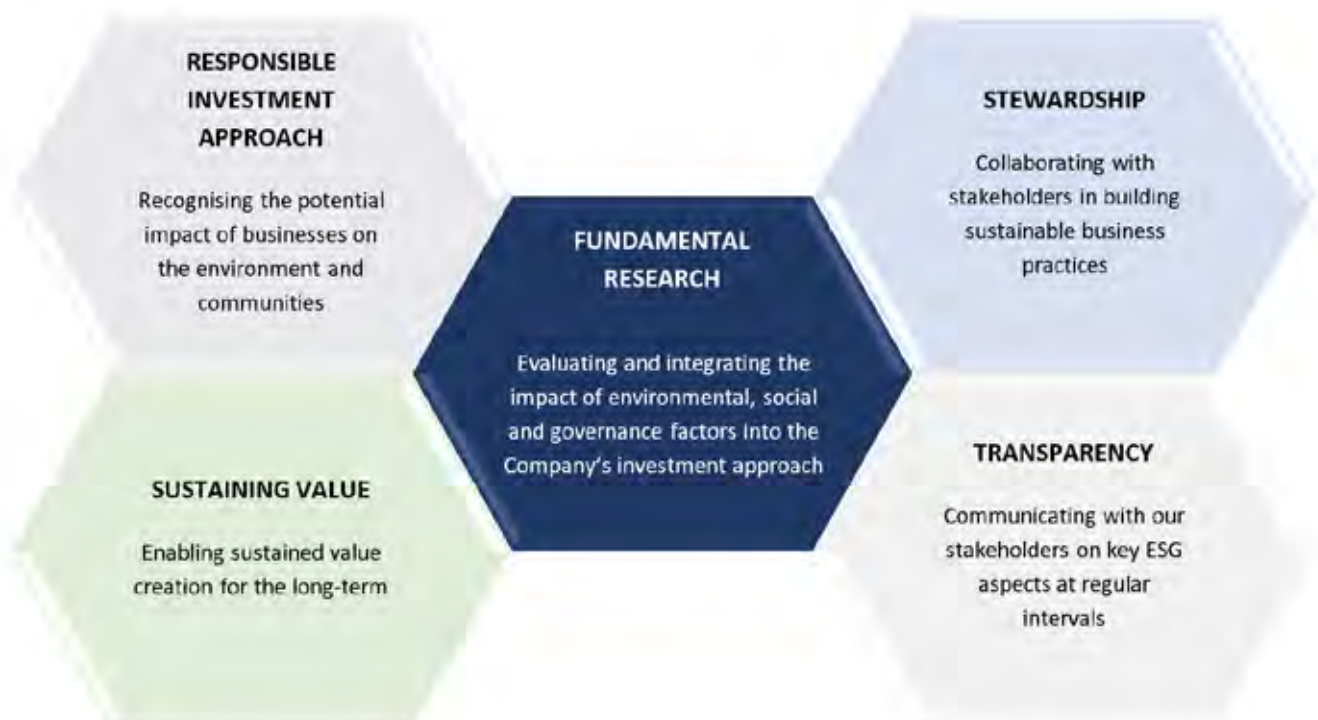 RESPONSIBLE
INVESTMENT
APPROACH
Recognising the potential
impact of businesses on
the environment and
communities
SUSTAINING VALUE
Enabling sustained value
creation for the long-term
FUNDAMENTAL
RESEARCH
Evaluating and integrating the
impact of environmental, social
and governance factors into the
Company's investment approach
STEWARDSHIP
Collaborating with
stakeholders in building
sustainable business
practices
TRANSPARENCY
Communicating with our
stakeholders on key ESG
aspects at regular
intervals